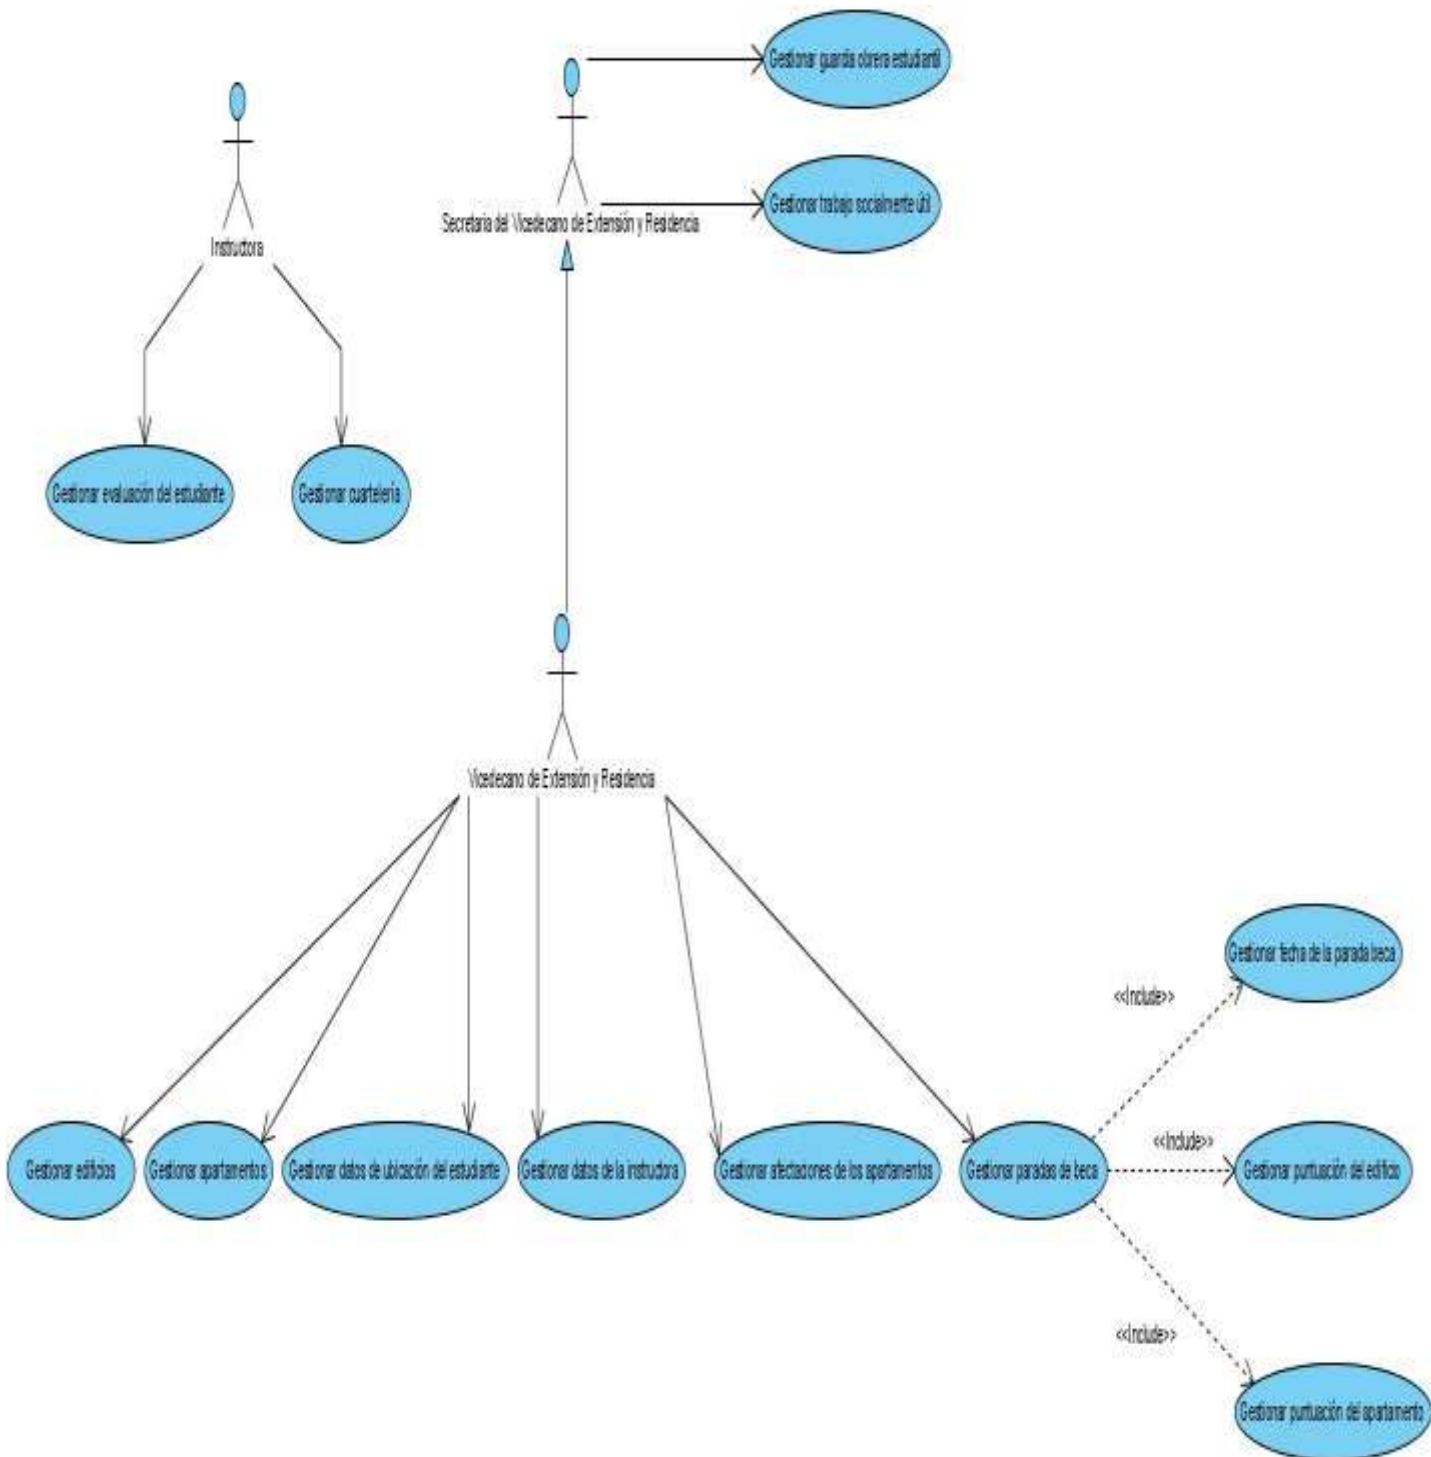 Gestionar guardia obrera estudiantil
Gestionar trabajo socialmente útil
Secretaria del Vicedecano de Extensión y Residencia
Instructora
Gestionar evaluación del estudiante
Gestionar cuartelería
Vicedecano de Extensión y Residencia
Gestionar fecha de la parada beca
<<Include>>
<<Include>>
Gestionar edificios
Gestionar apartamentos
Gestionar datos de ubicación del estudiante
Gestionar datos de la instructora
Gestionar afectaciones de los apartamentos
Gestionar paradas de beca
Gestionar puntuación del edificio
<<Include>>
Gestionar puntuación del apartamento